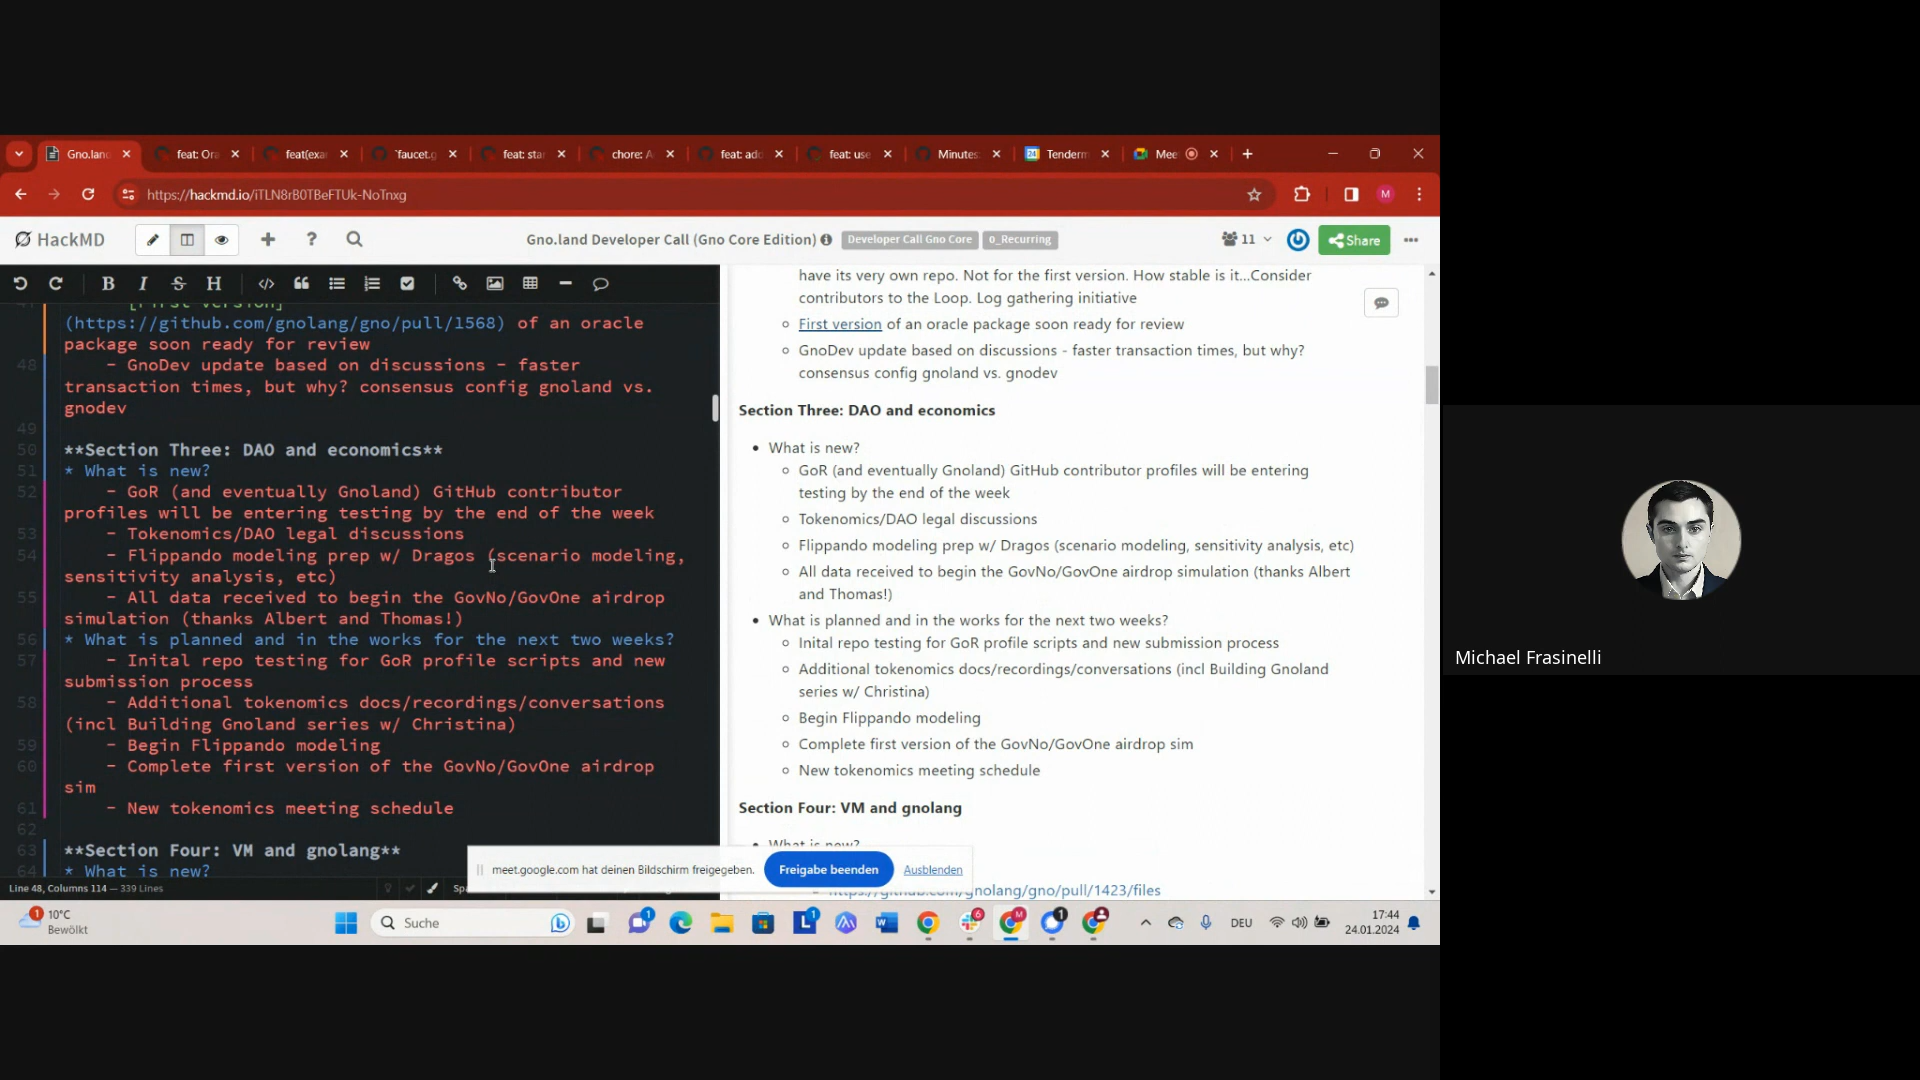 Gno.land
feat: Ora
feat(exa
`faucet.g
feat: star
chore: A
feat: add
feat: use
Minutes
24
Tenderm
Mee
https://hackmd.io/iTLN8rB0TBeFTUk-NoTnxg
M
HackMD
Gno.land Developer Call (Gno Core Edition)
Developer Call Gno Core
0_Recurring
11
Share
B I S H
[First version]
(https://github.com/gnolang/gno/pull/1568) of an oracle
package soon ready for review
48 - GnoDev update based on discussions - faster
transaction times, but why? consensus config gnoland vs.
gnodev
49
50 **Section Three: DAO and economics**
51 * What is new?
52 - GoR (and eventually Gnoland) GitHub contributor
profiles will be entering testing by the end of the week
53 - Tokenomics/DAO legal discussions
54 - Flippando modeling prep w/ Dragos (scenario modeling,
sensitivity analysis, etc)
55 - All data received to begin the GovNo/GovOne airdrop
simulation (thanks Albert and Thomas!)
56 * What is planned and in the works for the next two weeks?
57 - Inital repo testing for GoR profile scripts and new
submission process
58 - Additional tokenomics docs/recordings/conversations
(incl Building Gnoland series w/ Christina)
59 - Begin Flippando modeling
60 - Complete first version of the GovNo/GovOne airdrop
sim
61 - New tokenomics meeting schedule
62
63 **Section Four: VM and gnolang**
64 * What is new?
Line 48, Columns 114 — 339 Lines
Spa
have its very own repo. Not for the first version. How stable is it…Consider
contributors to the Loop. Log gathering initiative
First version of an oracle package soon ready for review
GnoDev update based on discussions - faster transaction times, but why?
consensus config gnoland vs. gnodev
Section Three: DAO and economics
What is new?
GoR (and eventually Gnoland) GitHub contributor profiles will be entering
testing by the end of the week
Tokenomics/DAO legal discussions
Flippando modeling prep w/ Dragos (scenario modeling, sensitivity analysis, etc)
All data received to begin the GovNo/GovOne airdrop simulation (thanks Albert
and Thomas!)
What is planned and in the works for the next two weeks?
Inital repo testing for GoR profile scripts and new submission process
Additional tokenomics docs/recordings/conversations (incl Building Gnoland
series w/ Christina)
Begin Flippando modeling
Complete first version of the GovNo/GovOne airdrop sim
New tokenomics meeting schedule
Section Four: VM and gnolang
What is new?
https://github.com/gnolang/gno/pull/1423/files
meet.google.com hat deinen Bildschirm freigegeben.
Freigabe beenden
Ausblenden
1
10°C
Bewölkt
Suche
1
1
6
M
1
DEU
17:44
24.01.2024
Michael Frasinelli